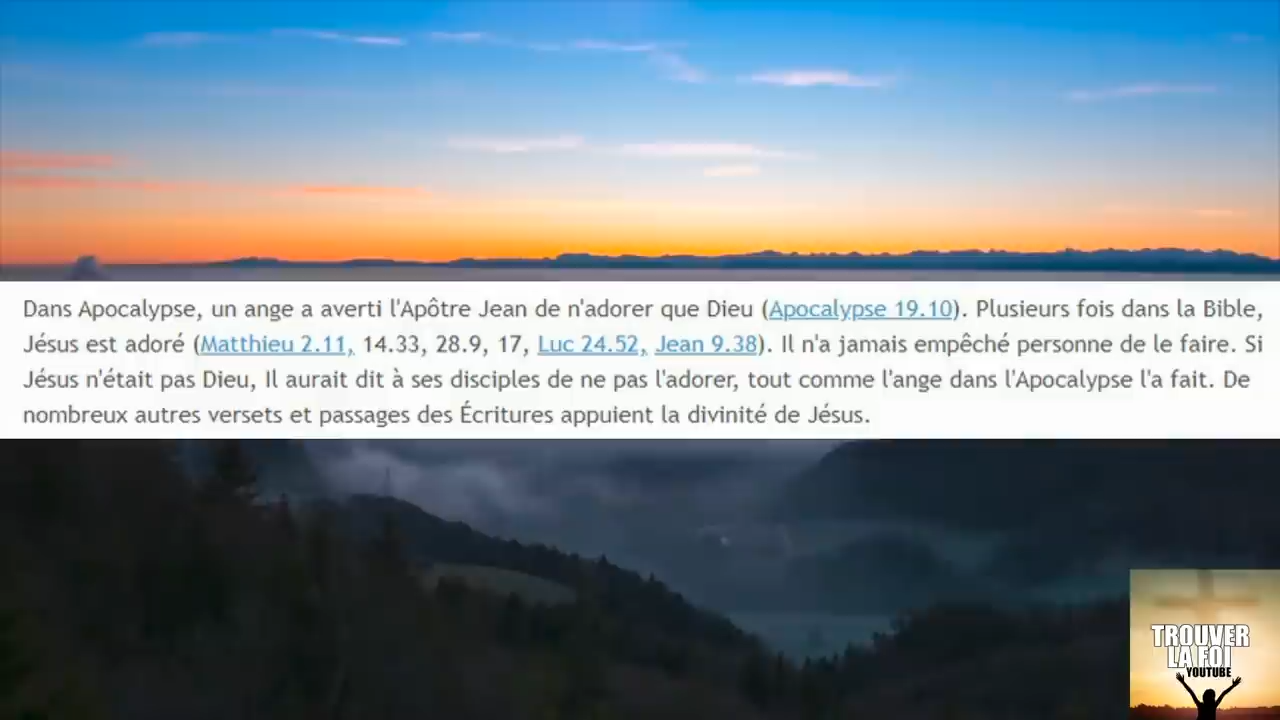 Dans Apocalypse, un ange a averti l'Apôtre Jean de n'adorer que Dieu (Apocalypse 19.10). Plusieurs fois dans la Bible,
Jésus est adoré (Matthieu 2.11, 14.33, 28.9, 17, Luc 24.52, Jean 9.38). Il n'a jamais empêché personne de le faire. Si
Jésus n'était pas Dieu, Il aurait dit à ses disciples de ne pas l'adorer, tout comme l'ange dans l'Apocalypse l'a fait. De
nombreux autres versets et passages des Écritures appuient la divinité de Jésus.
TROUVER
LA FOI
YOUTUBE